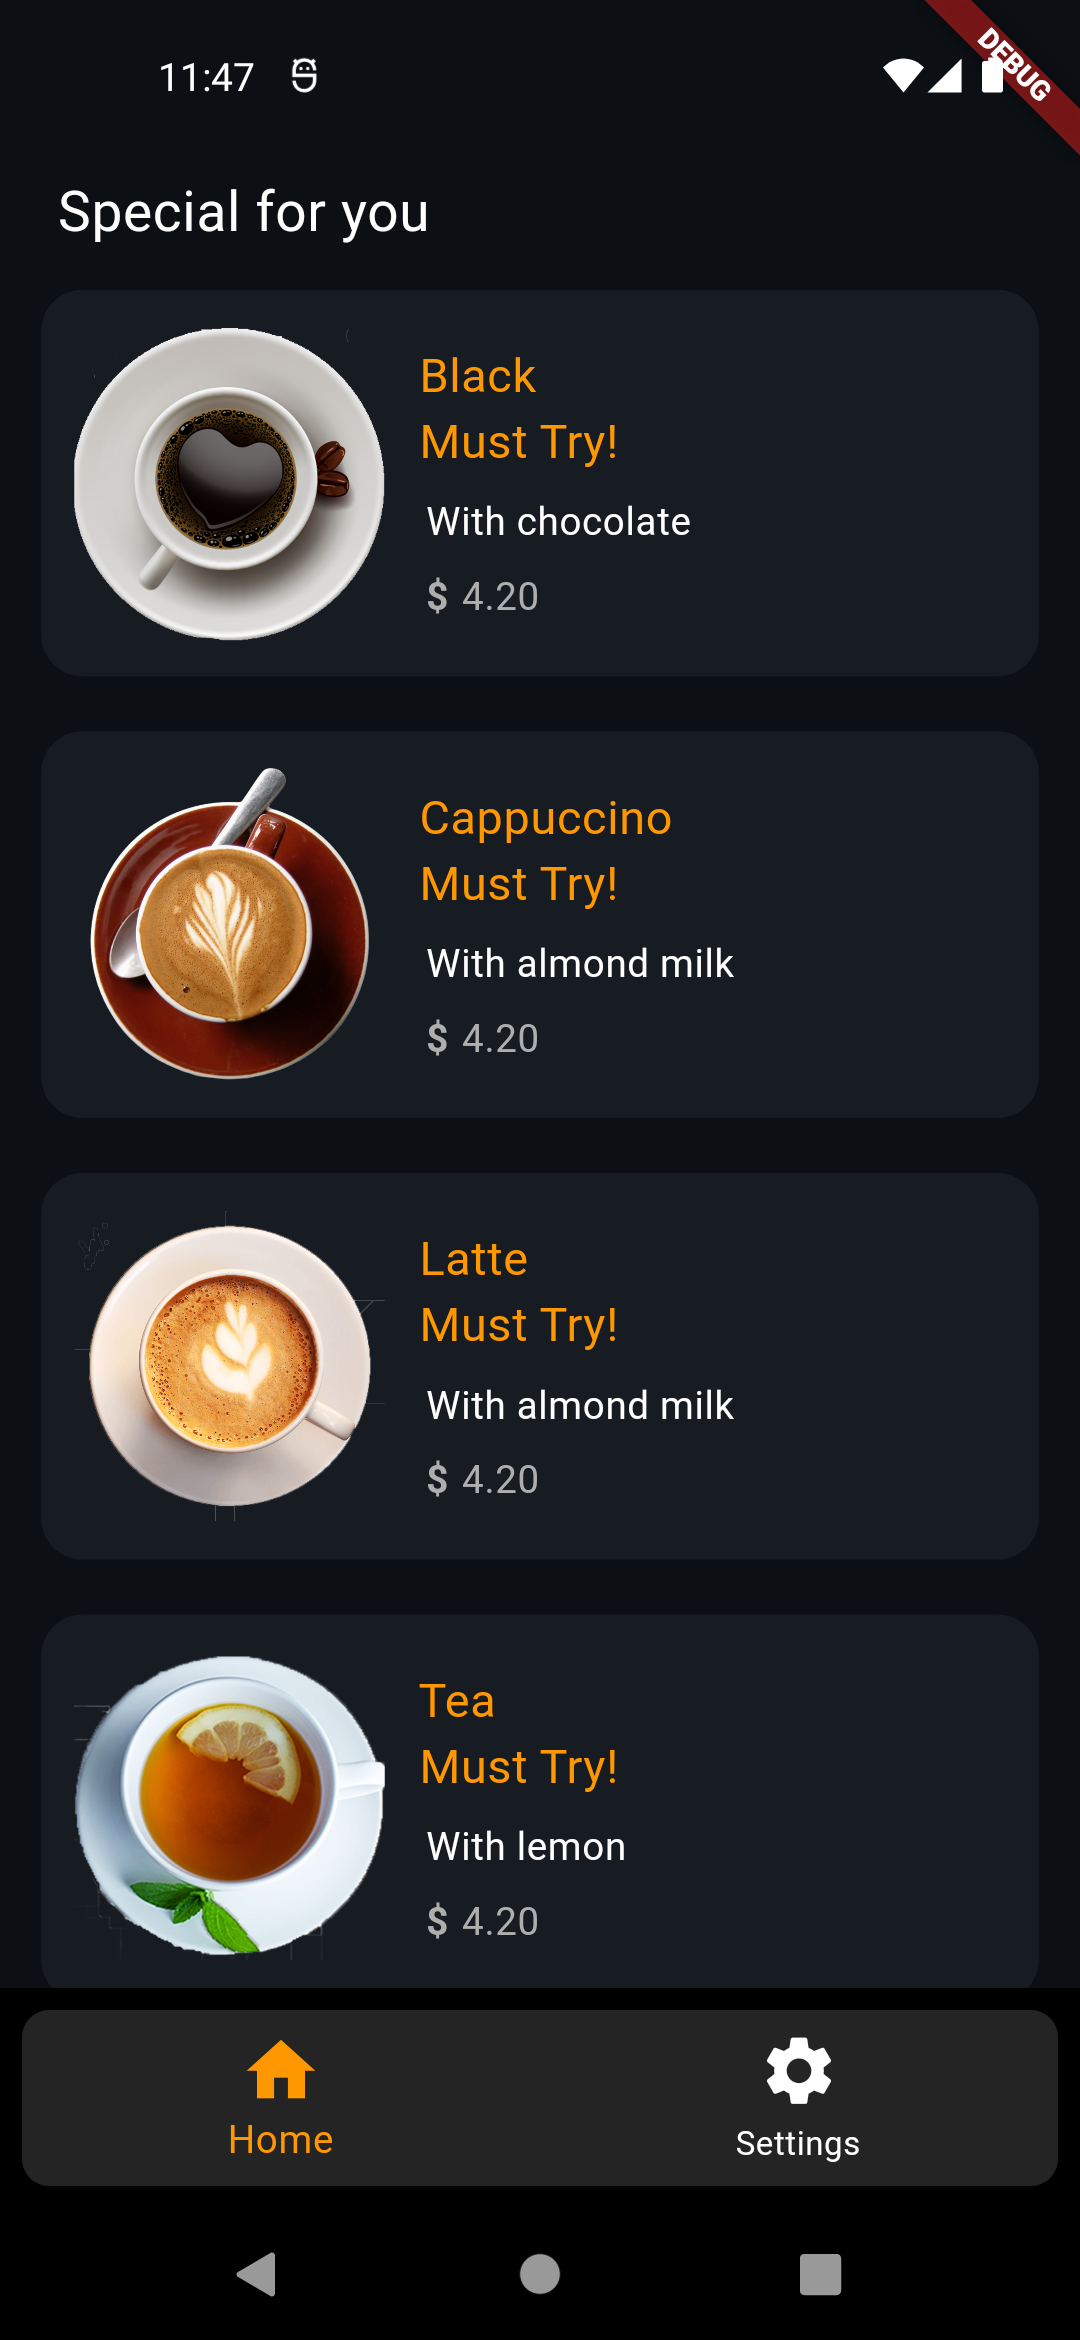 11:47
DEBUG
Special for you
Black
Must Try!
With chocolate
$ 4.20
Cappuccino
Must Try!
With almond milk
$ 4.20
Latte
Must Try!
With almond milk
$ 4.20
Tea
Must Try!
With lemon
$ 4.20
Home
Settings